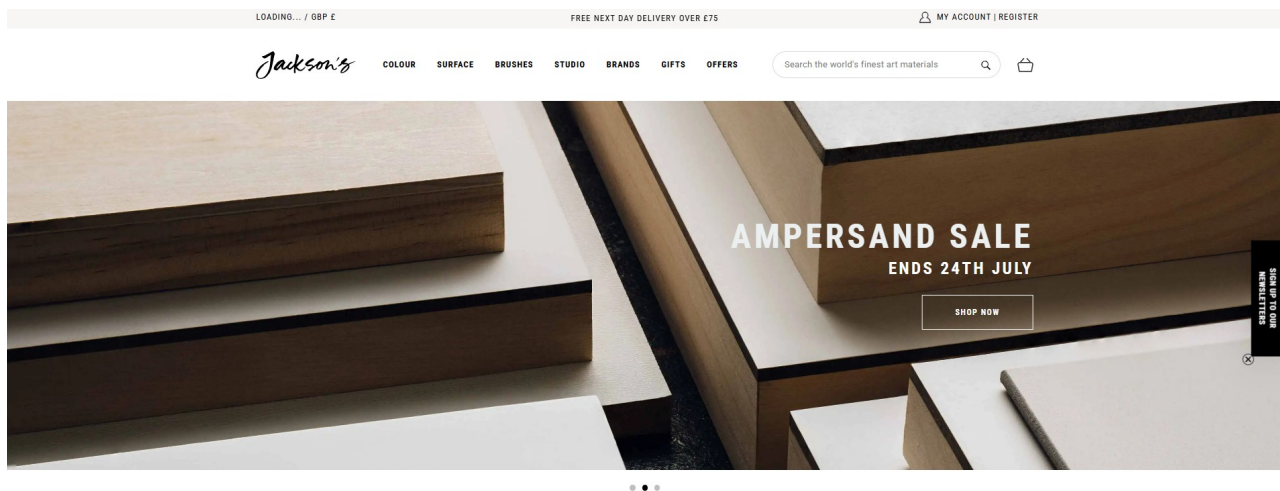 LOADING... / GBP £
FREE NEXT DAY DELIVERY OVER £75
MY ACCOUNT | REGISTER
Jackson's
COLOUR
SURFACE
BRUSHES
STUDIO
BRANDS
GIFTS
OFFERS
Search the world's finest art materials
AMPERSAND SALE
ENDS 24TH JULY
SHOP NOW
SIGN UP TO OUR
NEWSLETTERS